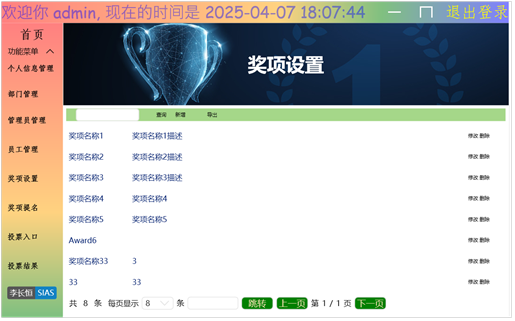 欢迎你 admin, 现在的时间是 2025-04-07 18:07:44 退出登录
首页
功能菜单
个人信息管理
部门管理
管理员管理
员工管理
奖项设置
奖项提名
投票入口
投票结果
李长恒 SIAS
奖项设置
查询 新增 导出
奖项名称1 奖项名称1描述 修改 删除
奖项名称2 奖项名称2描述 修改 删除
奖项名称3 奖项名称3描述 修改 删除
奖项名称4 奖项名称4 修改 删除
奖项名称5 奖项名称5 修改 删除
Award6 修改 删除
奖项名称33 3 修改 删除
33 33 修改 删除
共 8 条 每页显示 8 条 跳转 上一页 第 1 / 1 页 下一页